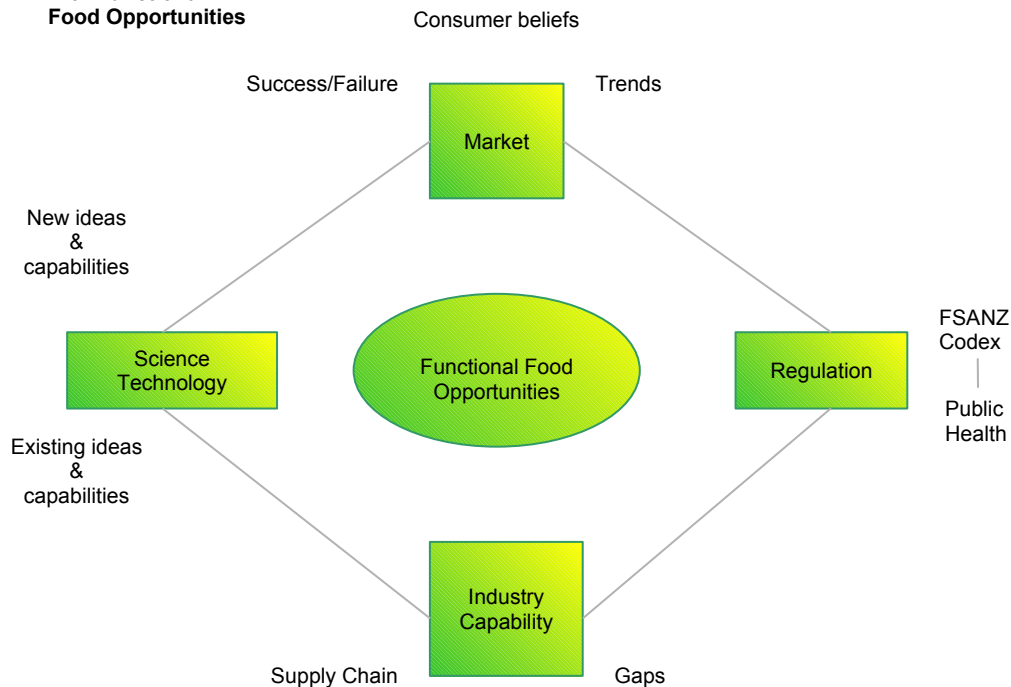 Food Opportunities
Consumer beliefs
Success/Failure
Trends
Market
New ideas
&
capabilities
Science
Technology
Functional Food
Opportunities
Regulation
FSANZ
Codex
Public
Health
Existing ideas
&
capabilities
Industry
Capability
Supply Chain
Gaps